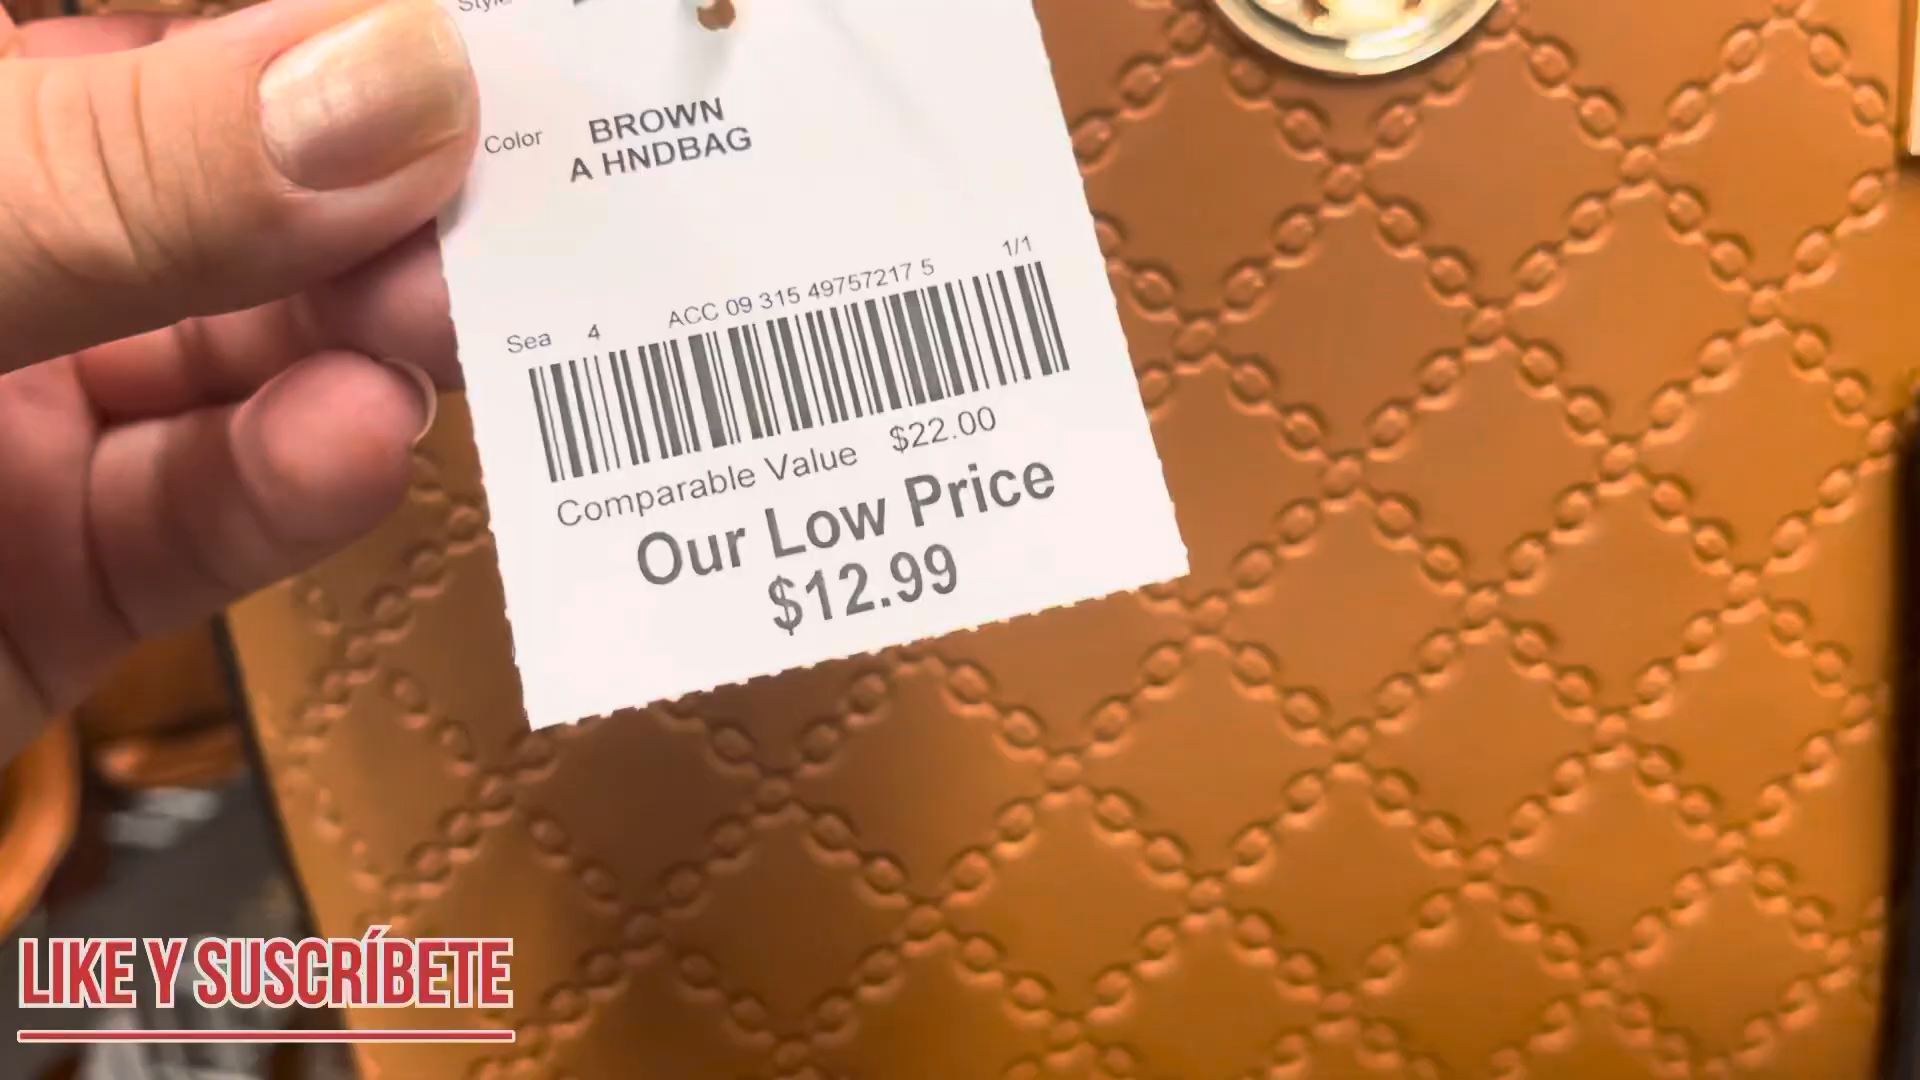 Style
Color BROWN
A HNDBAG
1/1
Sea 4 ACC 09 315 49757217 5
Comparable Value $22.00
Our Low Price
$12.99
LIKE Y SUSCRÍBETE